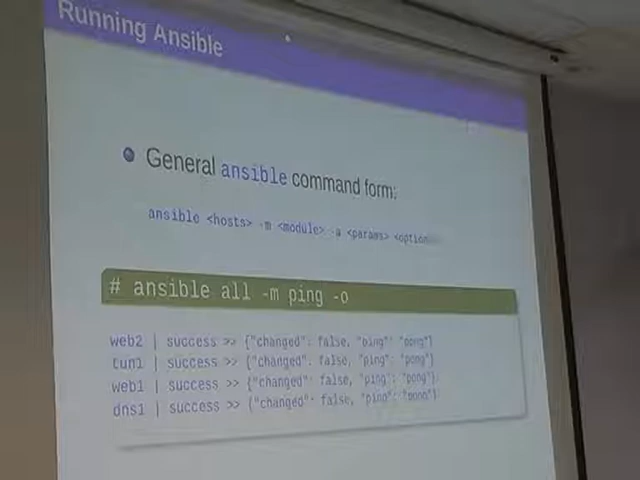 Running Ansible
General ansible command form:
ansible <hosts> -m <module> -a <params> <option
# ansible all -m ping -o
web2 | success >> {"changed": false, "ping": "pong"}
tun1 | success >> {"changed": false, "ping": "pong"}
web1 | success >> {"changed": false, "ping": "pong"}
dns1 | success >> {"changed": false, "ping": "pong"}